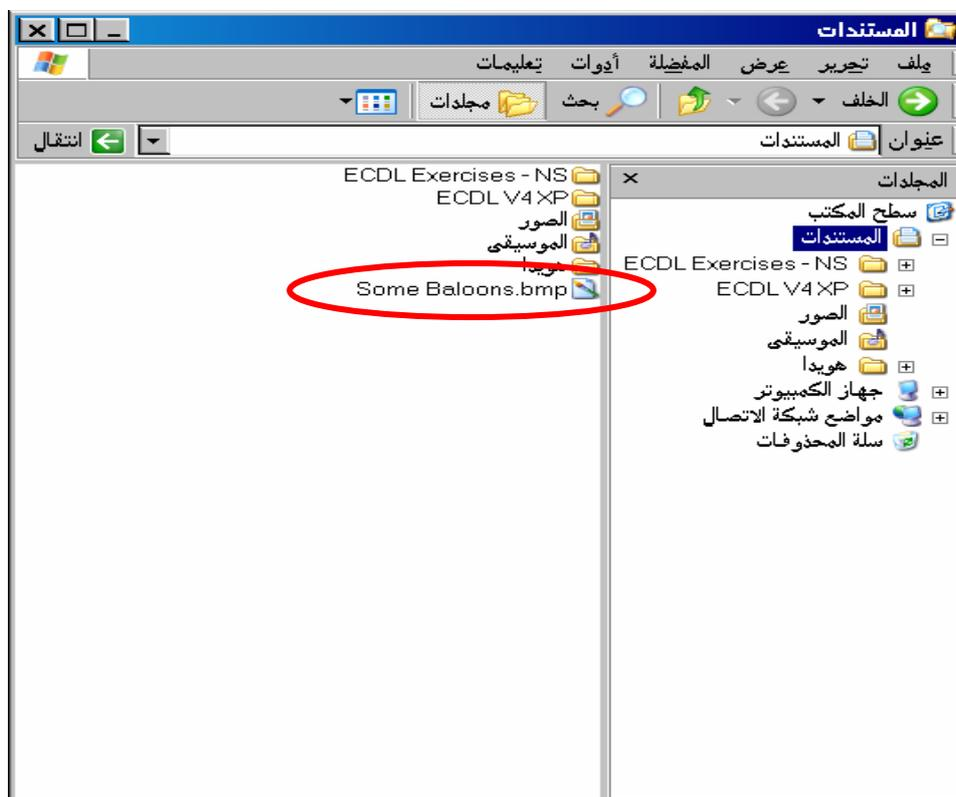 المستندات
ملف تحرير عرض المفضلة أدوات تعليمات
الخلف بحث مجلدات
عنوان المستندات انتقال
المجلدات
سطح المكتب
المستندات
ECDL Exercises - NS
ECDL V4 XP
الصور
الموسيقى
هويدا
جهاز الكمبيوتر
مواضع شبكة الاتصال
سلة المحذوفات
ECDL Exercises - NS
ECDL V4 XP
الصور
الموسيقى
هويدا
Some Baloons.bmp